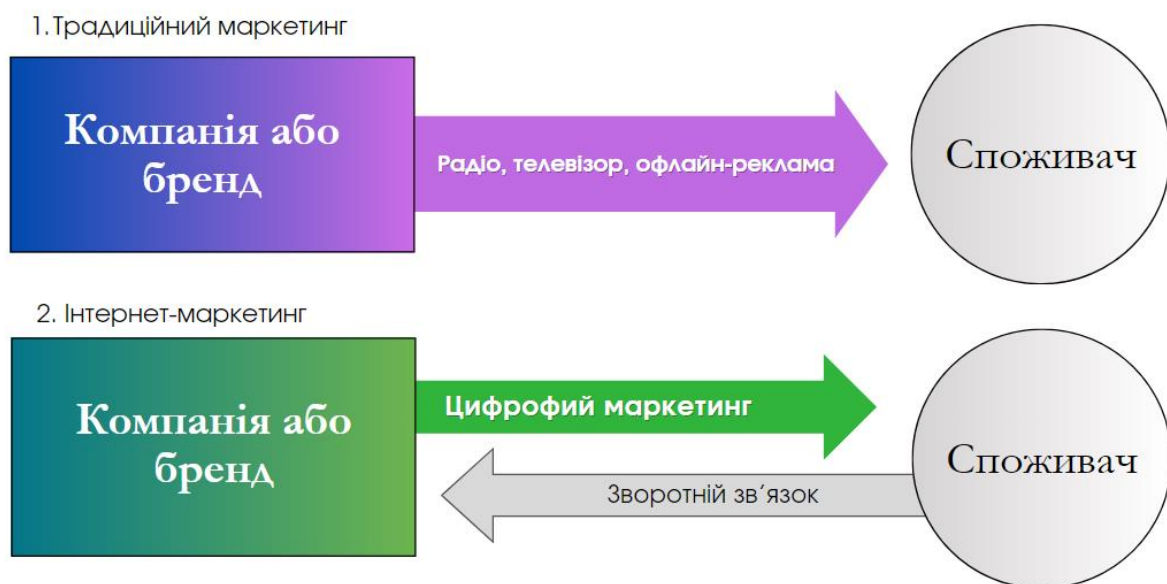 1. Традиційний маркетинг
Компанія або
бренд
Радіо, телевізор, офлайн-реклама
Споживач
2. Інтернет-маркетинг
Компанія або
бренд
Цифрофий маркетинг
Зворотній зв’язок
Споживач